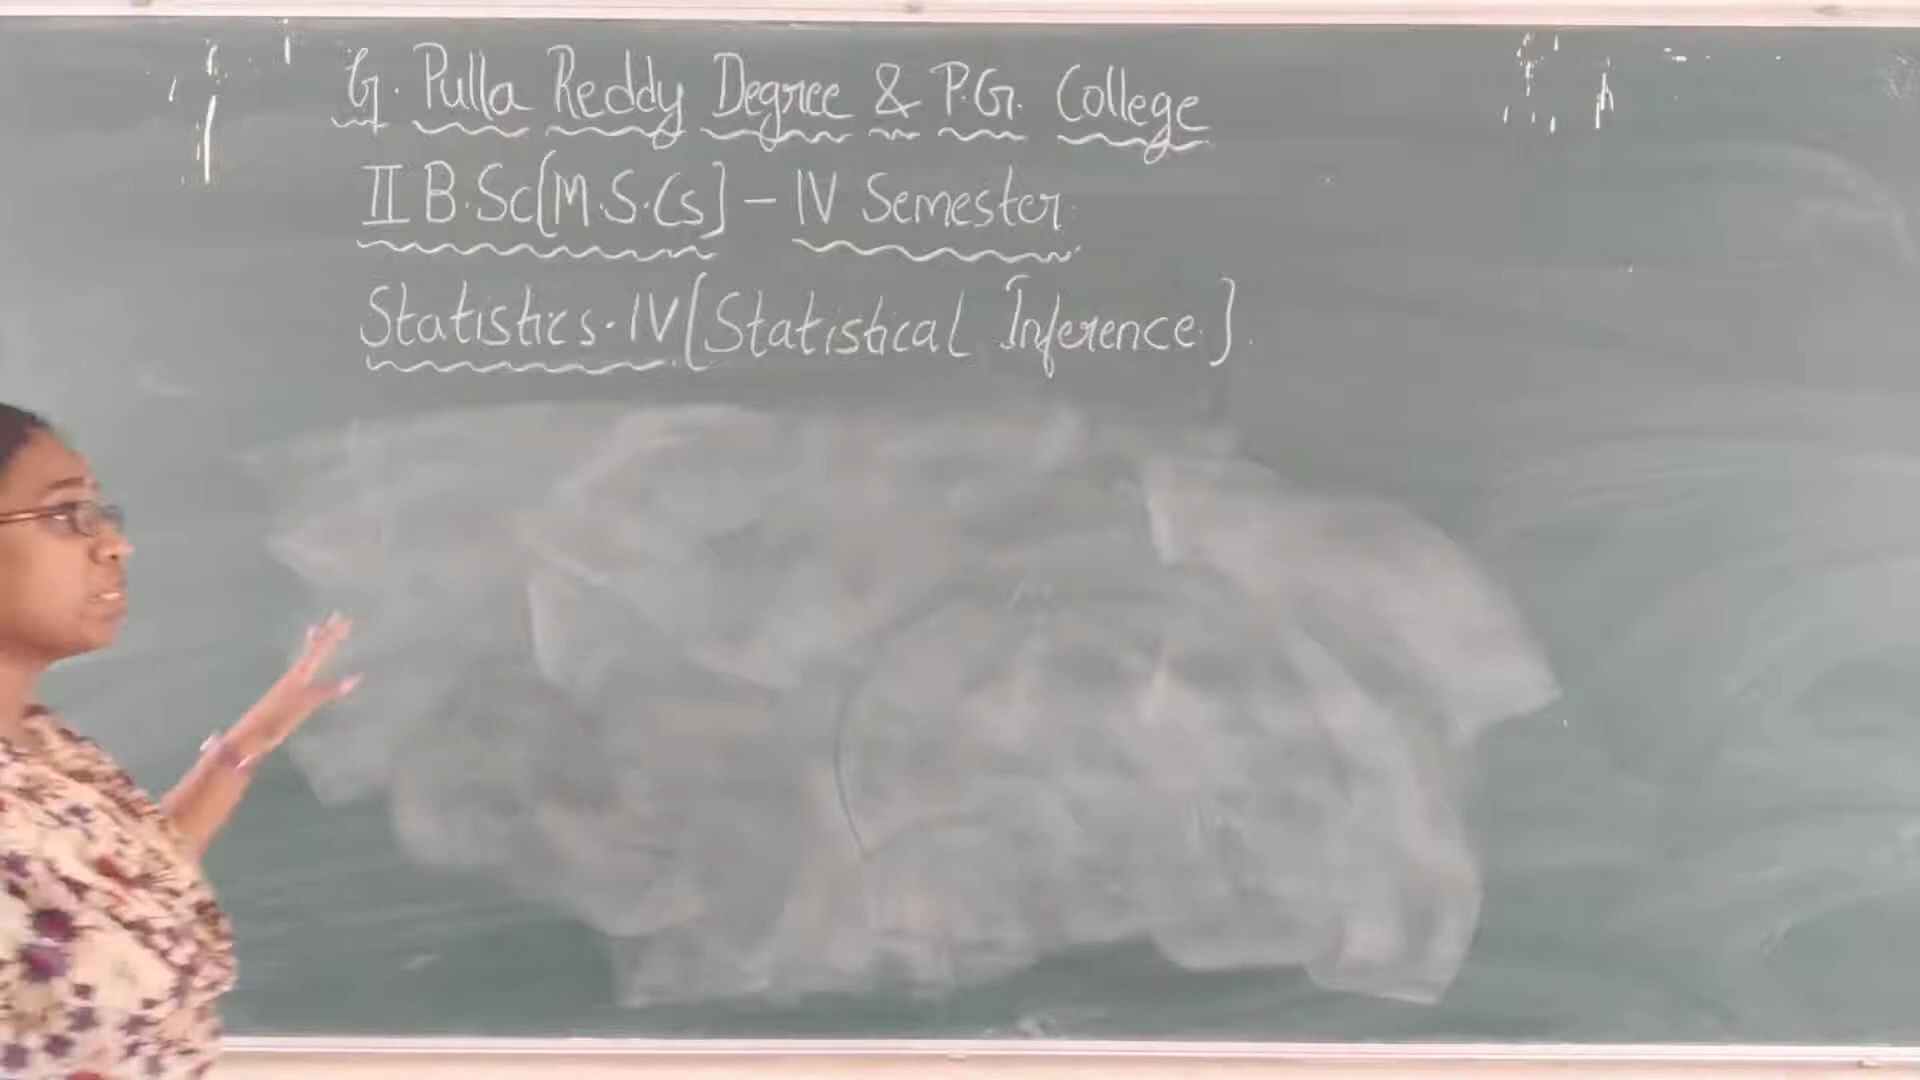 G. Pulla Reddy Degree & P.G. College
II B.Sc[M.S.Cs] - IV Semester
Statistics-IV[Statistical Inference]